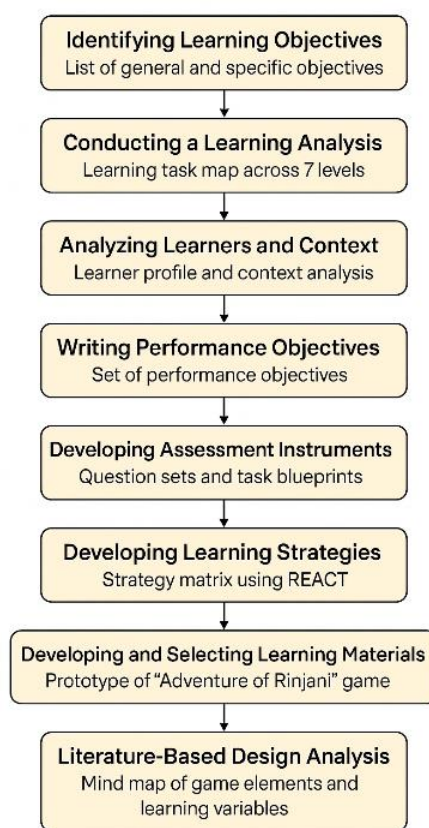 Identifying Learning Objectives
List of general and specific objectives
Conducting a Learning Analysis
Learning task map across 7 levels
Analyzing Learners and Context
Learner profile and context analysis
Writing Performance Objectives
Set of performance objectives
Developing Assessment Instruments
Question sets and task blueprints
Developing Learning Strategies
Strategy matrix using REACT
Developing and Selecting Learning Materials
Prototype of “Adventure of Rinjani” game
Literature-Based Design Analysis
Mind map of game elements and
learning variables